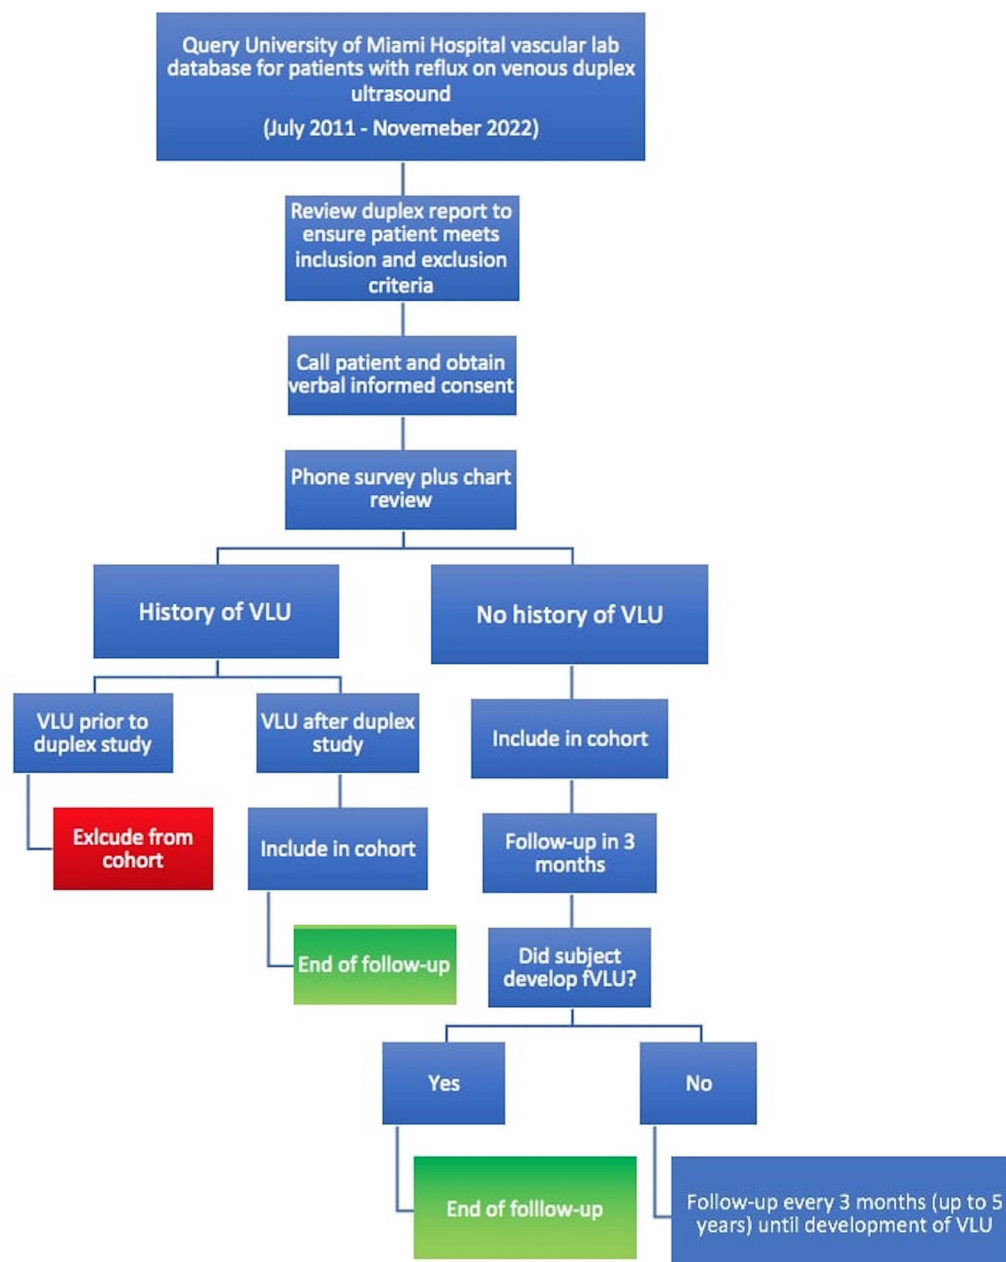 Query University of Miami Hospital vascular lab
database for patients with reflux on venous duplex
ultrasound
(July 2011 - Novemeber 2022)
Review duplex report to
ensure patient meets
inclusion and exclusion
criteria
Call patient and obtain
verbal informed consent
Phone survey plus chart
review
History of VLU
No history of VLU
VLU prior to
duplex study
VLU after duplex
study
Include in cohort
Exlcude from
cohort
Include in cohort
Follow-up in 3
months
End of follow-up
Did subject
develop fVLU?
Yes
No
End of folllow-up
Follow-up every 3 months (up to 5
years) until development of VLU